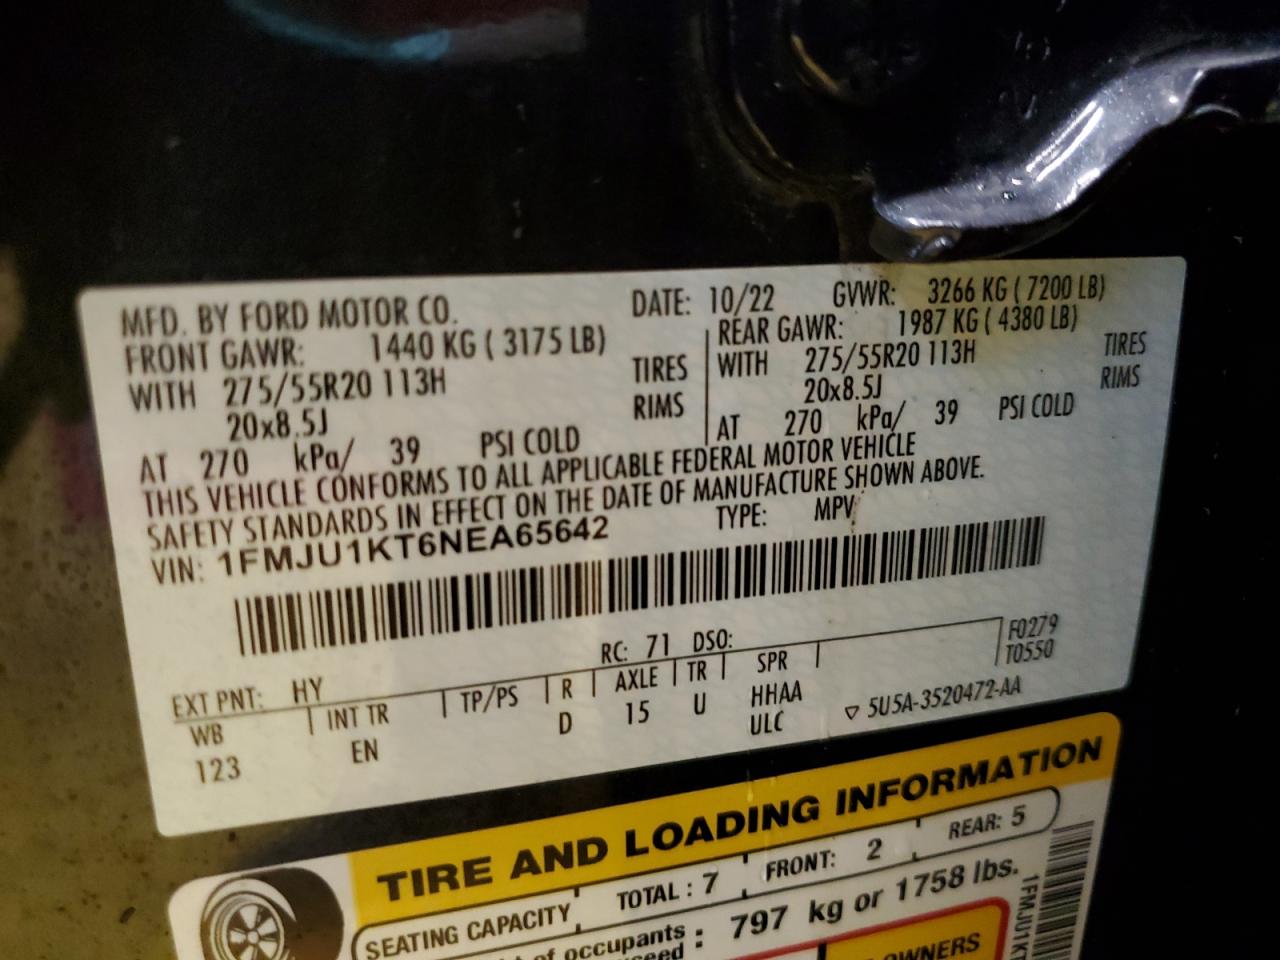 MFD. BY FORD MOTOR CO. DATE: 10/22 GVWR: 3266 KG ( 7200 LB)
FRONT GAWR: 1440 KG ( 3175 LB) REAR GAWR: 1987 KG ( 4380 LB)
WITH 275/55R20 113H TIRES WITH 275/55R20 113H TIRES
20x8.5J RIMS 20x8.5J RIMS
AT 270 kPa/ 39 PSI COLD AT 270 kPa/ 39 PSI COLD
THIS VEHICLE CONFORMS TO ALL APPLICABLE FEDERAL MOTOR VEHICLE
SAFETY STANDARDS IN EFFECT ON THE DATE OF MANUFACTURE SHOWN ABOVE.
VIN: 1FMJU1KT6NEA65642 TYPE: MPV
EXT PNT: HY RC: 71 DSO: F0279
WB INT TR TP/PS R AXLE TR SPR T0550
123 EN D 15 U HHAA
ULC ▽ 5U5A-3520472-AA
TIRE AND LOADING INFORMATION
SEATING CAPACITY TOTAL : 7 FRONT: 2 REAR: 5
of occupants : 797 kg or 1758 lbs.
OWNERS
1FMJU1K